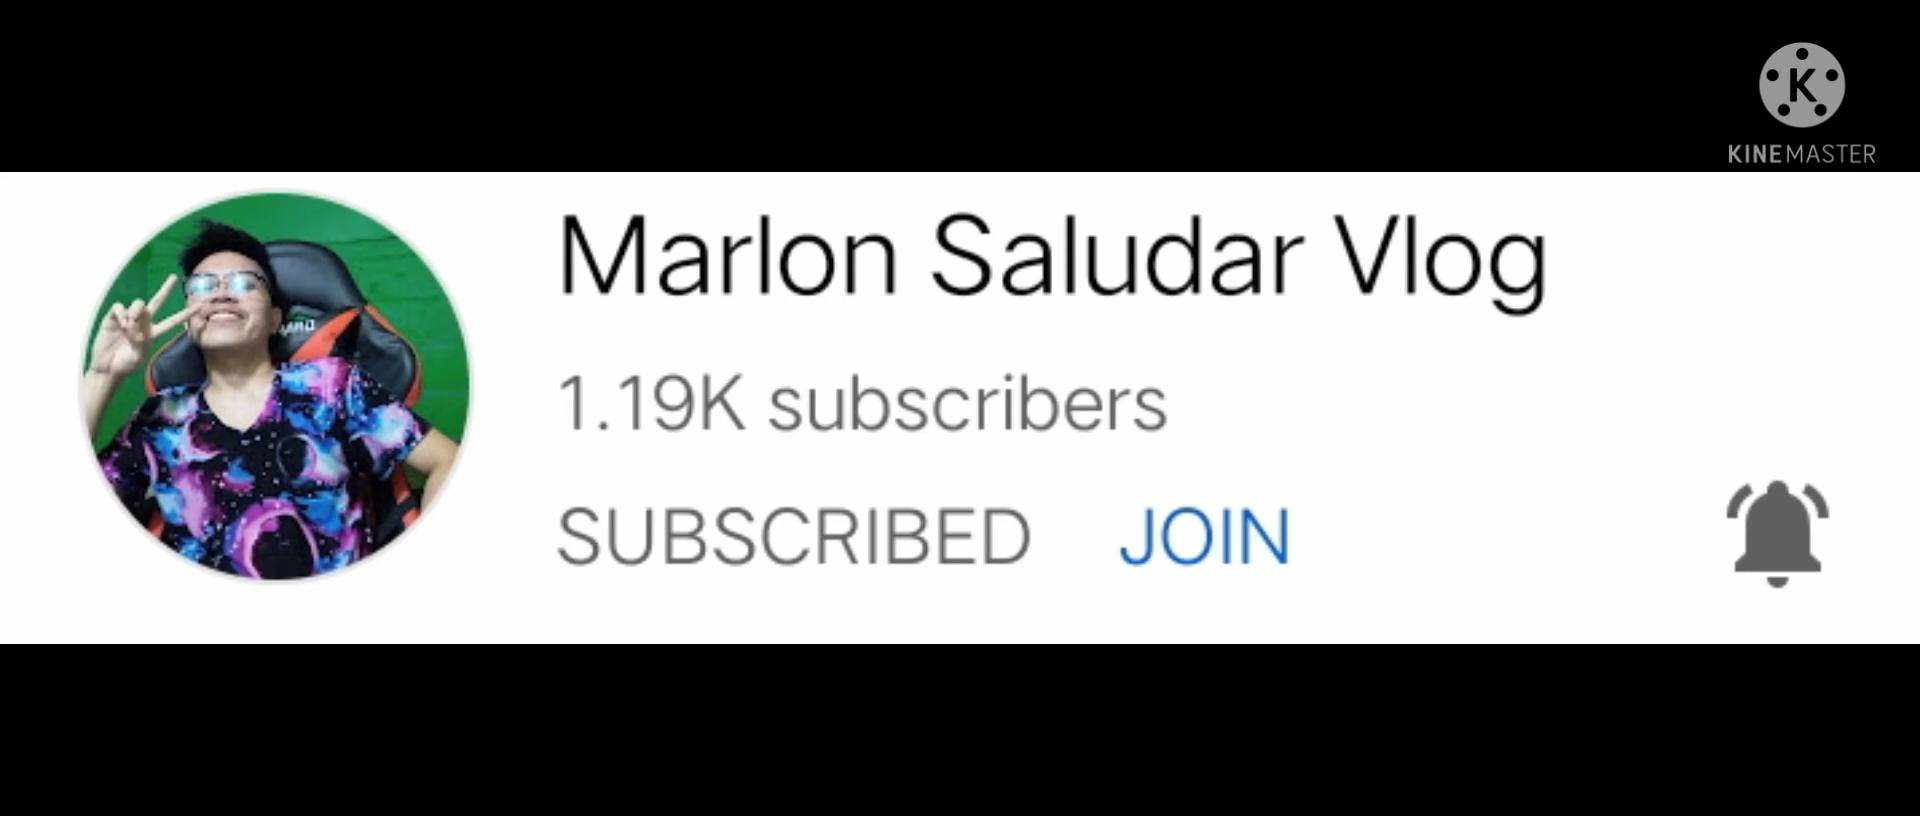 K
KINEMASTER
Marlon Saludar Vlog
1.19K subscribers
SUBSCRIBED JOIN